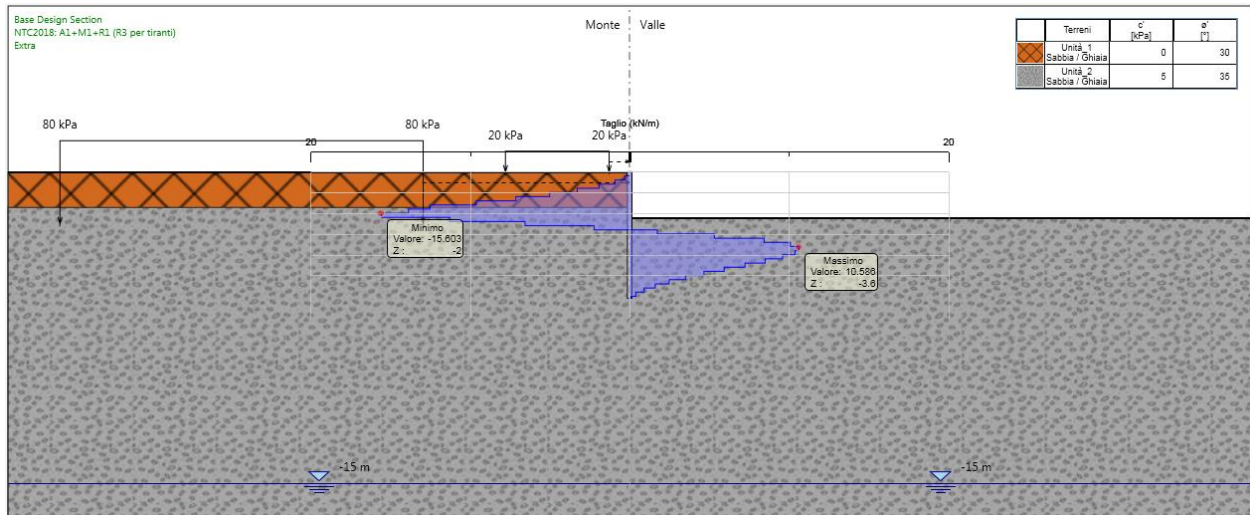 Base Design Section
NTC2018: A1+M1+R1 (R3 per tiranti)
Extra
Monte Valle
Terreni c' [kPa] ø' [°]
Unità_1 Sabbia / Ghiaia 0 30
Unità_2 Sabbia / Ghiaia 5 35
80 kPa 80 kPa 20 kPa 20 kPa
Taglio (kN/m)
20 20
Minimo
Valore: -15.603
Z : -2
Massimo
Valore: 10.586
Z : -3.6
-15 m -15 m